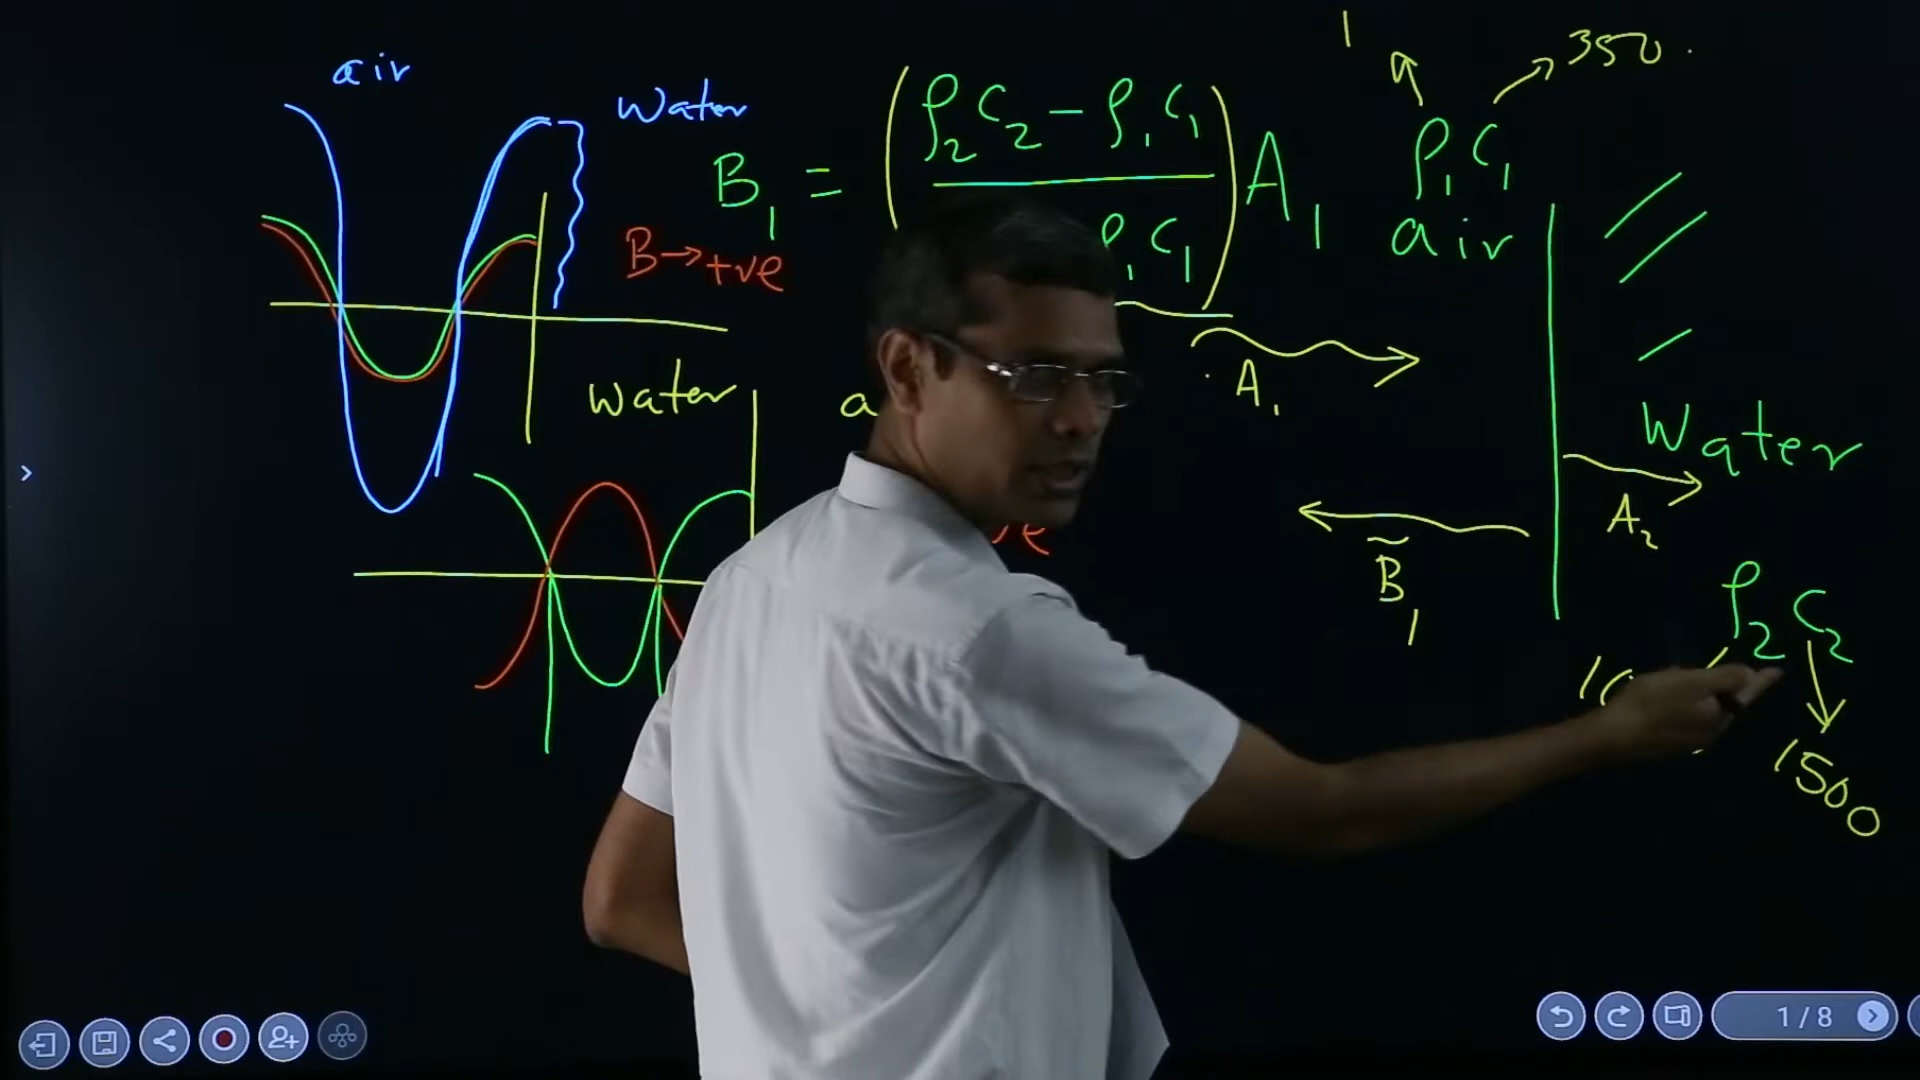 air
Water
B₁ = (ρ₂c₂ − ρ₁c₁
ρ₁c₁) A₁
1
350
ρ₁c₁
air
B → +ve
A₁
Water
Water
A₂
B̃₁
ρ₂c₂
1500
1 / 8